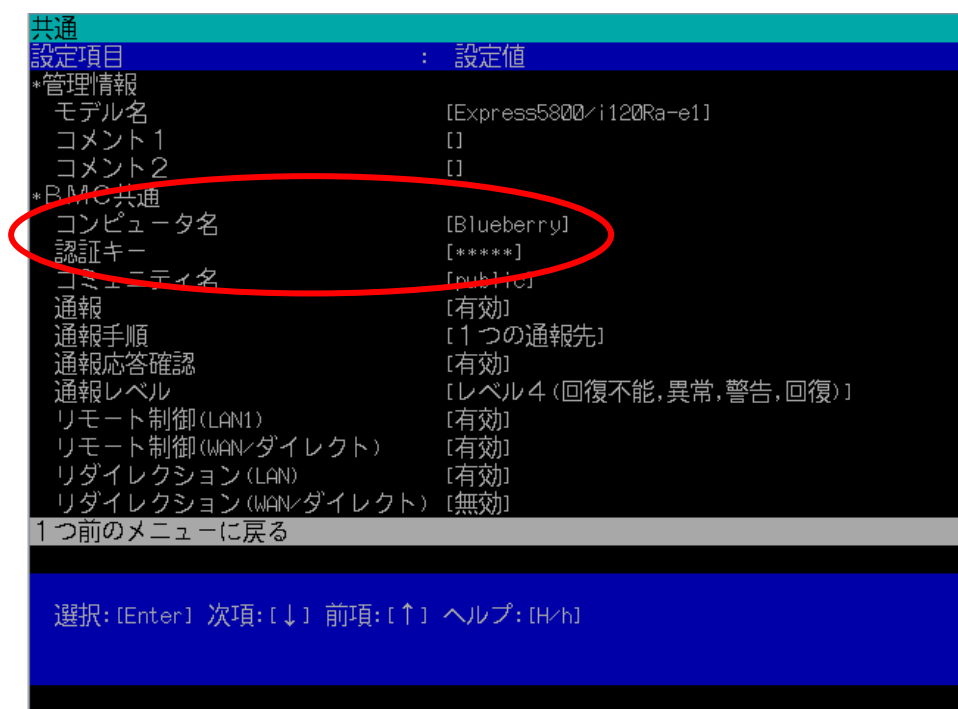 共通
設定項目 : 設定値
*管理情報
モデル名 [Express5800/i120Ra-e1]
コメント１ []
コメント２ []
*ＢＭＣ共通
コンピュータ名 [Blueberry]
認証キー [*****]
コミュニティ名 [public]
通報 [有効]
通報手順 [１つの通報先]
通報応答確認 [有効]
通報レベル [レベル４(回復不能,異常,警告,回復)]
リモート制御(LAN1) [有効]
リモート制御(WAN/ダイレクト) [有効]
リダイレクション(LAN) [有効]
リダイレクション(WAN/ダイレクト) [無効]
１つ前のメニューに戻る
選択:[Enter] 次項:[↓] 前項:[↑] ヘルプ:[H/h]